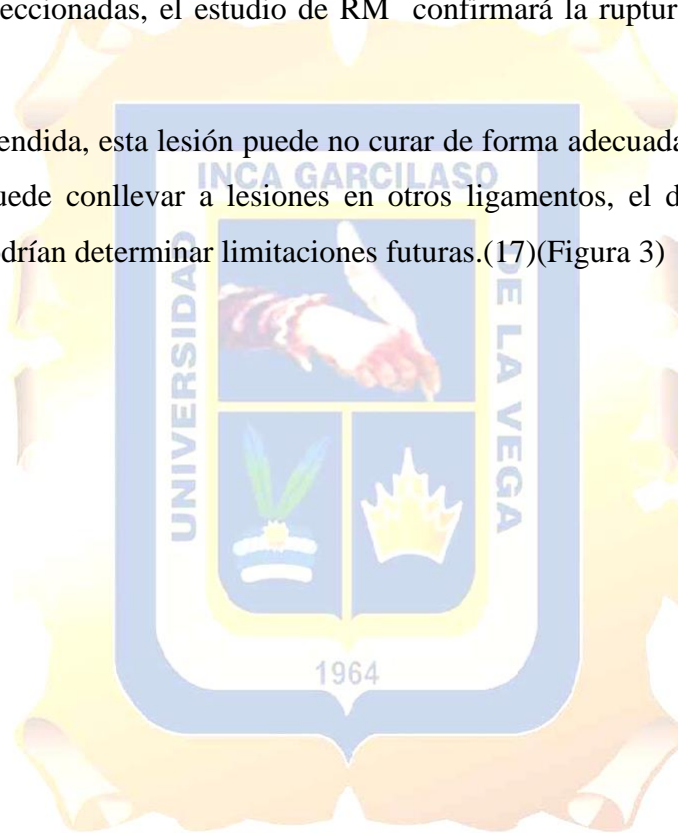 eccionadas, el estudio de RM confirmará la ruptur
endida, esta lesión puede no curar de forma adecuada
uede conllevar a lesiones en otros ligamentos, el d
odrían determinar limitaciones futuras.(17)(Figura 3)
INCA GARCILASO
UNIVERSIDAD
DE LA VEGA
1964